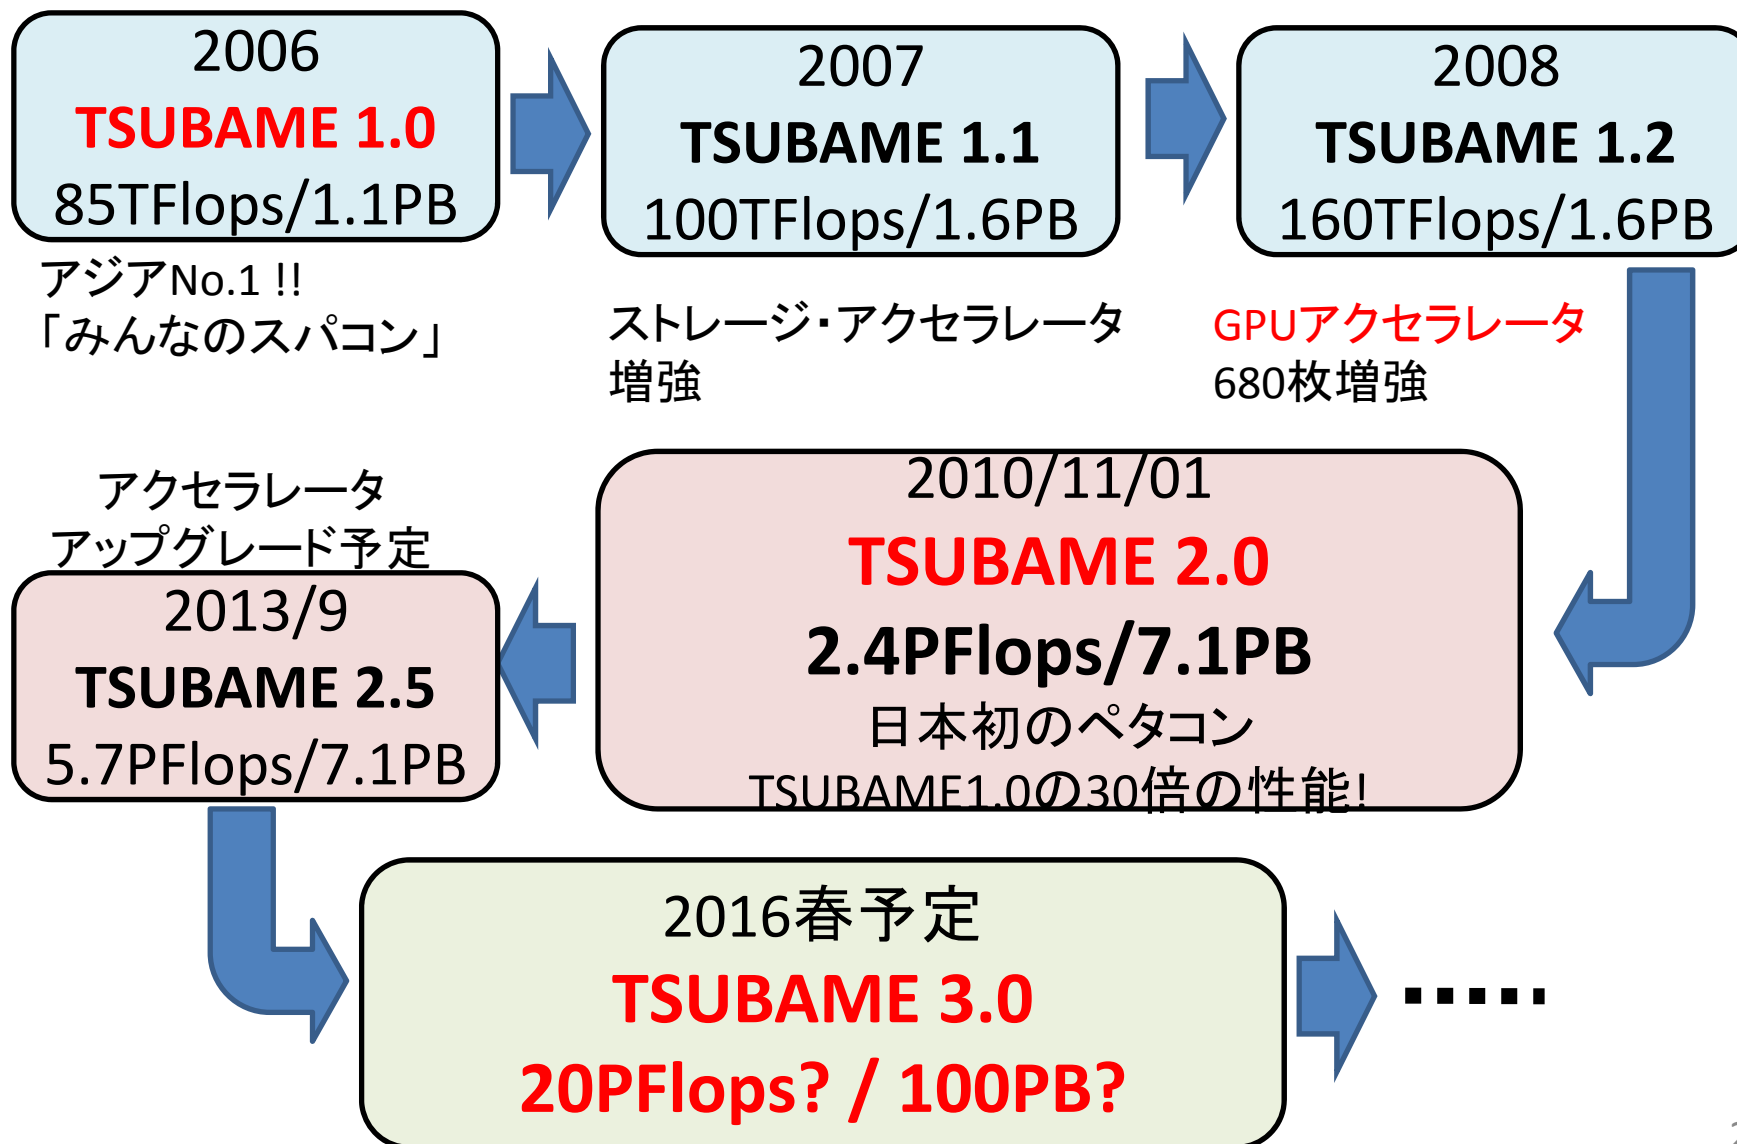 2006
TSUBAME 1.0
85TFlops/1.1PB
アジアNo.1 !!
「みんなのスパコン」
2007
TSUBAME 1.1
100TFlops/1.6PB
ストレージ・アクセラレータ
増強
2008
TSUBAME 1.2
160TFlops/1.6PB
GPUアクセラレータ
680枚増強
2010/11/01
TSUBAME 2.0
2.4PFlops/7.1PB
日本初のペタコン
TSUBAME1.0の30倍の性能!
アクセラレータ
アップグレード予定
2013/9
TSUBAME 2.5
5.7PFlops/7.1PB
2016春予定
TSUBAME 3.0
20PFlops? / 100PB?
･････